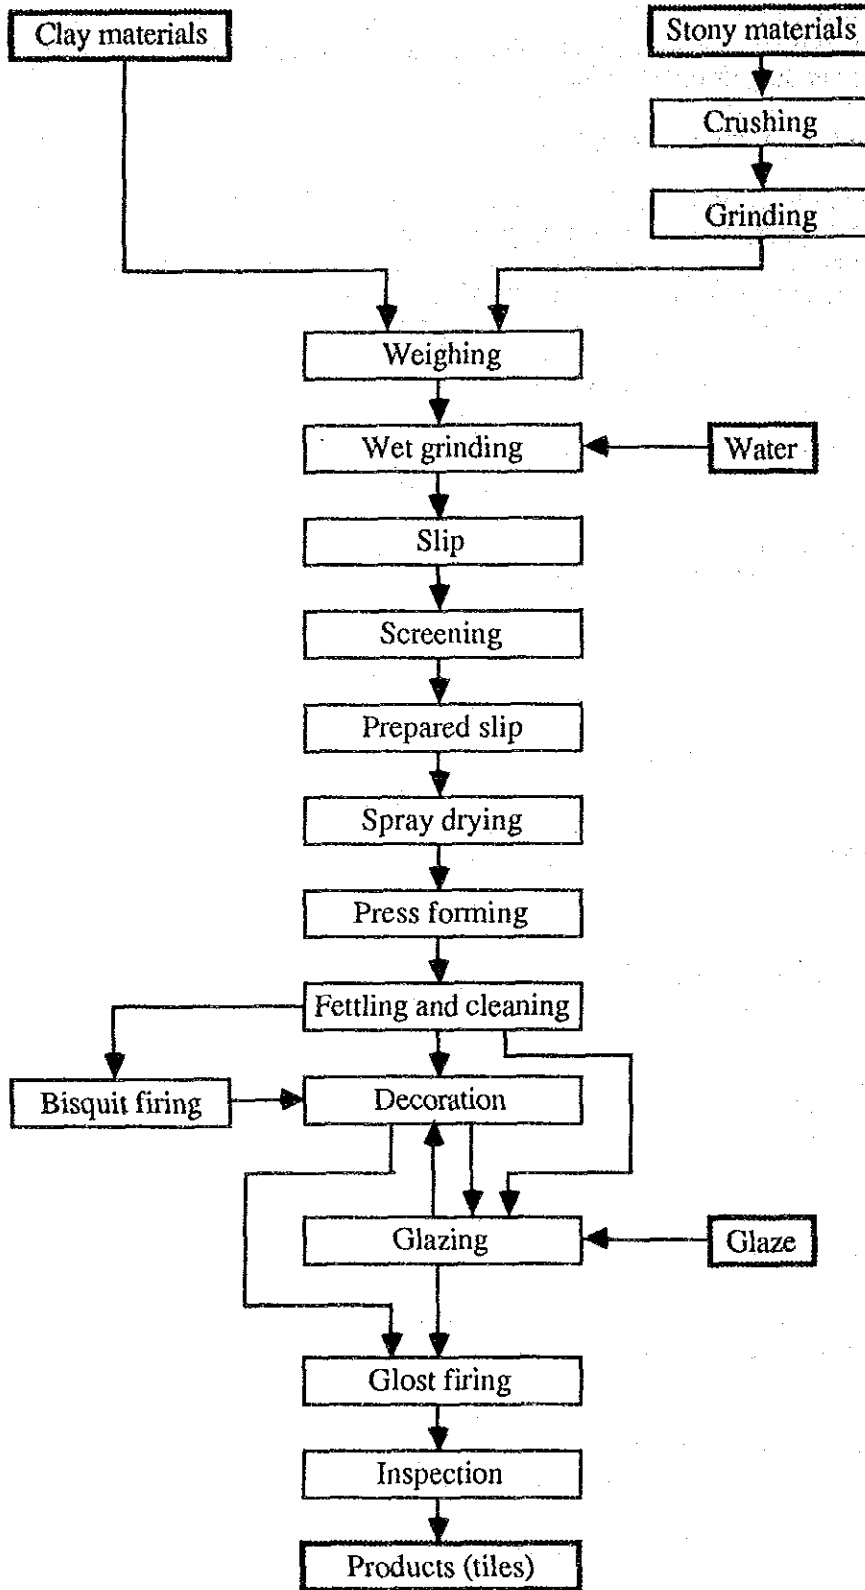 Clay materials
Stony materials
Crushing
Grinding
Weighing
Wet grinding
Water
Slip
Screening
Prepared slip
Spray drying
Press forming
Fettling and cleaning
Bisquit firing
Decoration
Glazing
Glaze
Glost firing
Inspection
Products (tiles)